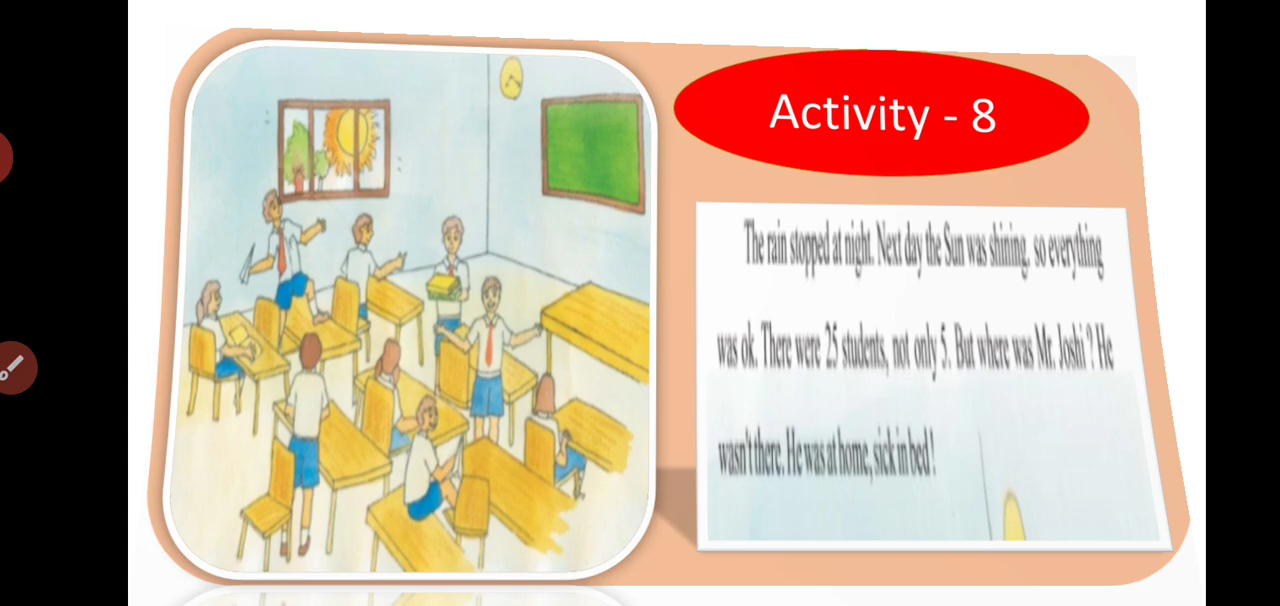 Activity - 8
The rain stopped at night. Next day the Sun was shining. so everything
was ok. There were 25 students, not only 5. But where was Mr. Joshi ? He
wasn't there. He was at home, sick in bed !